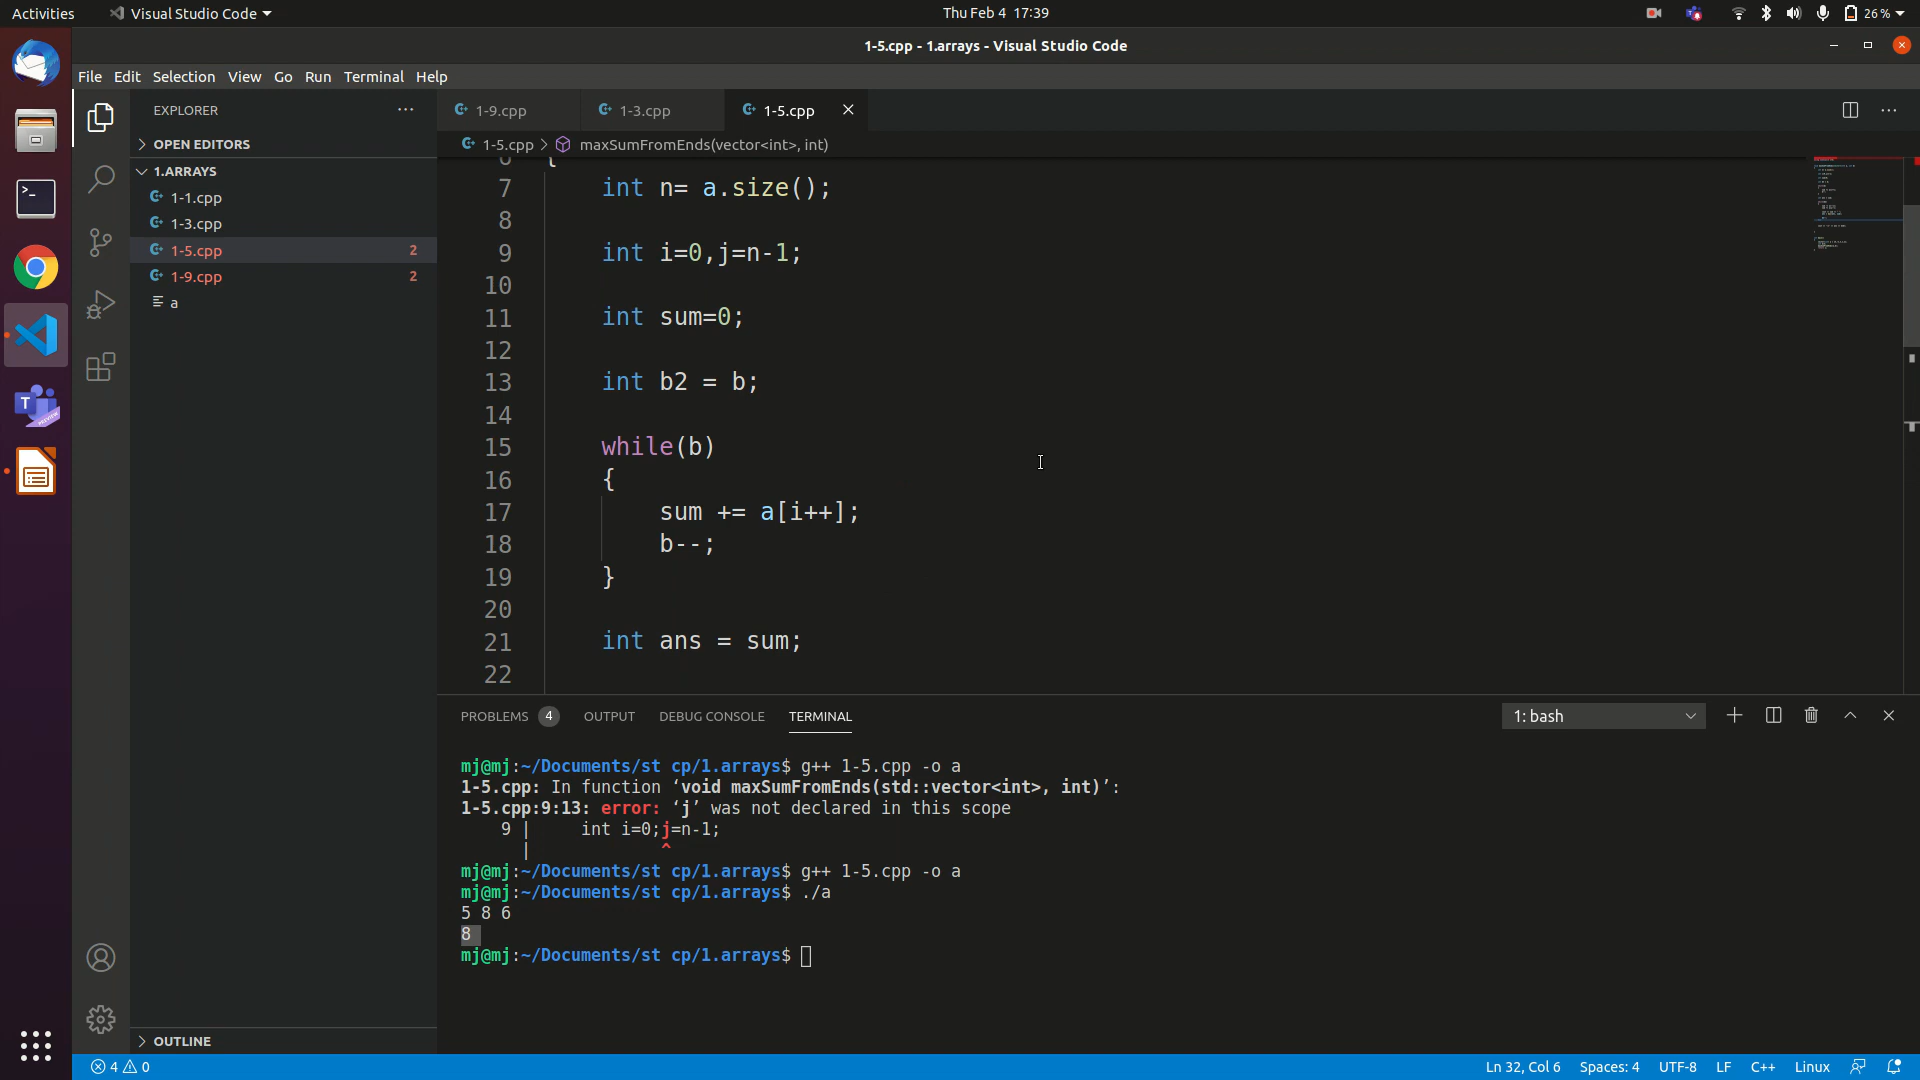 Activities
Visual Studio Code
Thu Feb 4 17:39
26 %
1-5.cpp - 1.arrays - Visual Studio Code
File Edit Selection View Go Run Terminal Help
EXPLORER
OPEN EDITORS
1.ARRAYS
1-1.cpp
1-3.cpp
1-5.cpp 2
1-9.cpp 2
a
OUTLINE
1-9.cpp
1-3.cpp
1-5.cpp
1-5.cpp > maxSumFromEnds(vector<int>, int)
6 {
7 int n= a.size();
8
9 int i=0,j=n-1;
10
11 int sum=0;
12
13 int b2 = b;
14
15 while(b)
16 {
17 sum += a[i++];
18 b--;
19 }
20
21 int ans = sum;
22
PROBLEMS 4 OUTPUT DEBUG CONSOLE TERMINAL
1: bash
mj@mj:~/Documents/st cp/1.arrays$ g++ 1-5.cpp -o a
1-5.cpp: In function ‘void maxSumFromEnds(std::vector<int>, int)’:
1-5.cpp:9:13: error: ‘j’ was not declared in this scope
9 | int i=0;j=n-1;
| ^
mj@mj:~/Documents/st cp/1.arrays$ g++ 1-5.cpp -o a
mj@mj:~/Documents/st cp/1.arrays$ ./a
5 8 6
8
mj@mj:~/Documents/st cp/1.arrays$
4 0
Ln 32, Col 6 Spaces: 4 UTF-8 LF C++ Linux